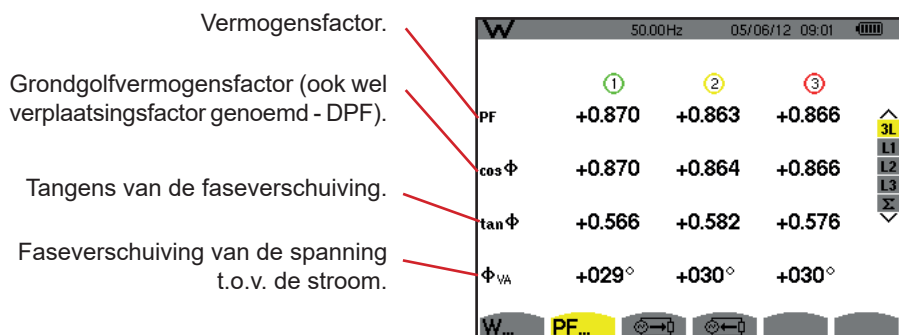 Vermogensfactor.
Grondgolfvermogensfactor (ook wel
verplaatsingsfactor genoemd - DPF).
Tangens van de faseverschuiving.
Faseverschuiving van de spanning
t.o.v. de stroom.
W 50.00Hz 05/06/12 09:01
1 2 3
PF +0.870 +0.863 +0.866
cos Φ +0.870 +0.864 +0.866
tan Φ +0.566 +0.582 +0.576
Φ VA +029° +030° +030°
3L
L1
L2
L3
Σ
W... PF...